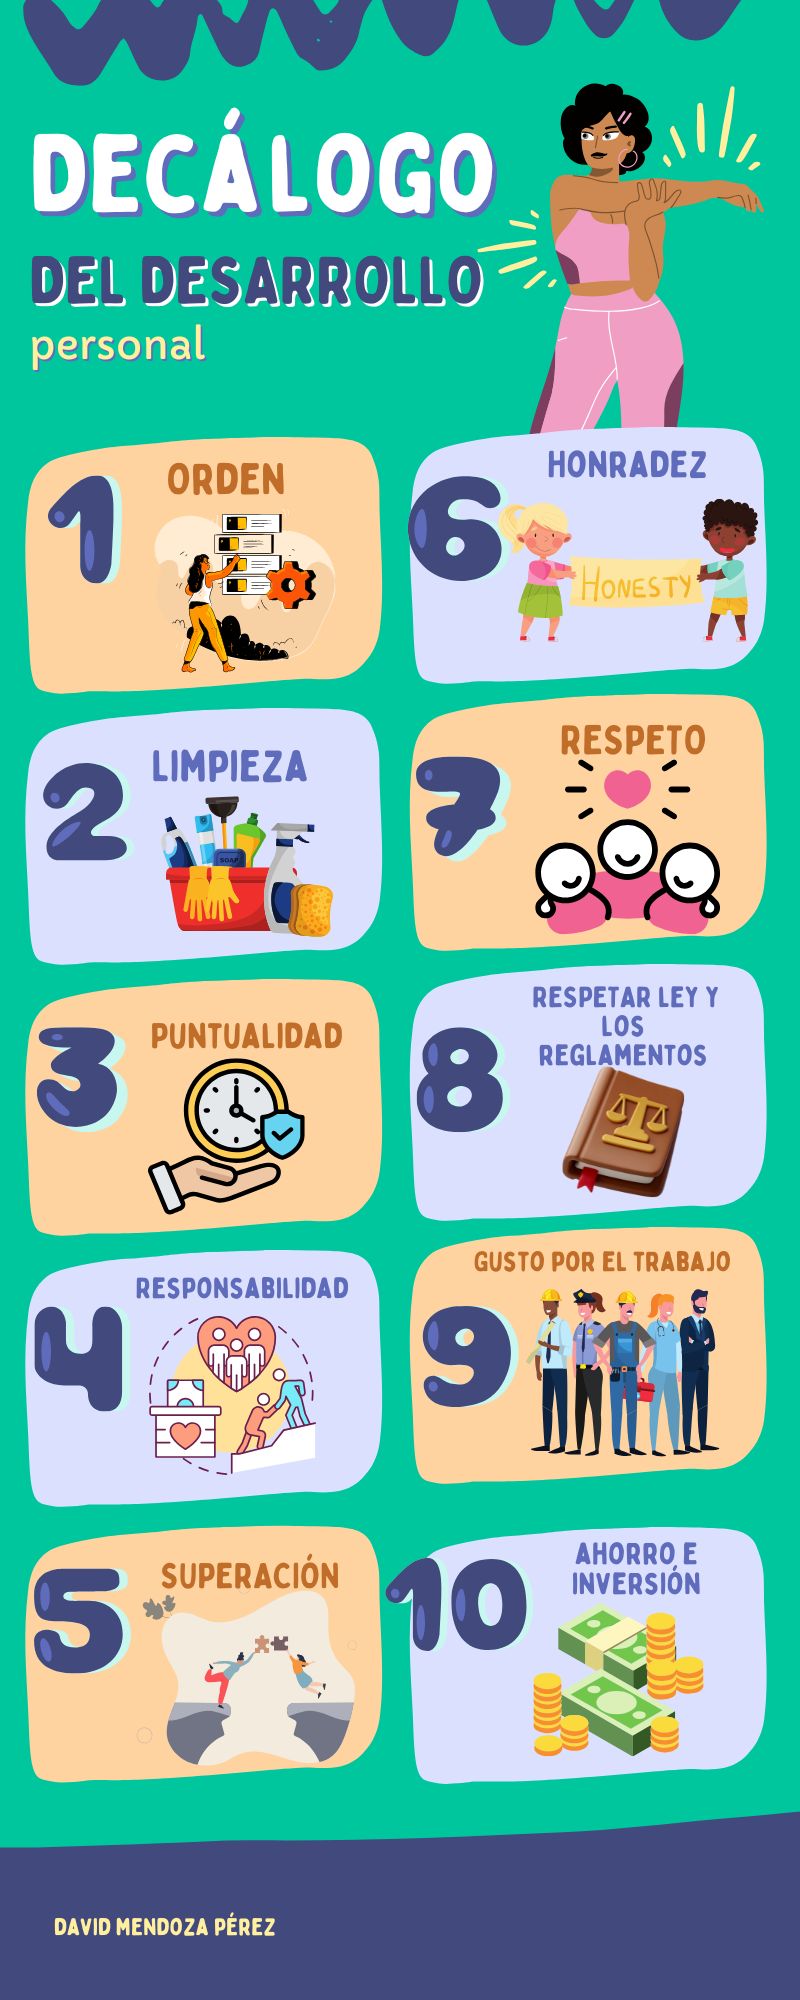 DECÁLOGO
DEL DESARROLLO
personal
1
ORDEN
2
LIMPIEZA
SOAP
3
PUNTUALIDAD
4
RESPONSABILIDAD
5
SUPERACIÓN
6
HONRADEZ
HONESTY
7
RESPETO
8
RESPETAR LEY Y
LOS
REGLAMENTOS
9
GUSTO POR EL TRABAJO
10
AHORRO E
INVERSIÓN
DAVID MENDOZA PÉREZ